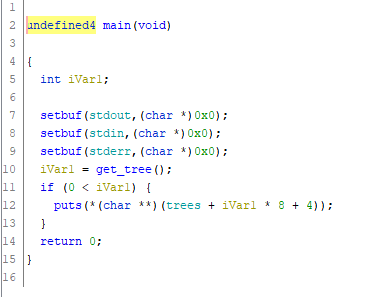 1
2 undefined4 main(void)
3
4 {
5 int iVar1;
6
7 setbuf(stdout,(char *)0x0);
8 setbuf(stdin,(char *)0x0);
9 setbuf(stderr,(char *)0x0);
10 iVar1 = get_tree();
11 if (0 < iVar1) {
12 puts(*(char **)(trees + iVar1 * 8 + 4));
13 }
14 return 0;
15 }
16